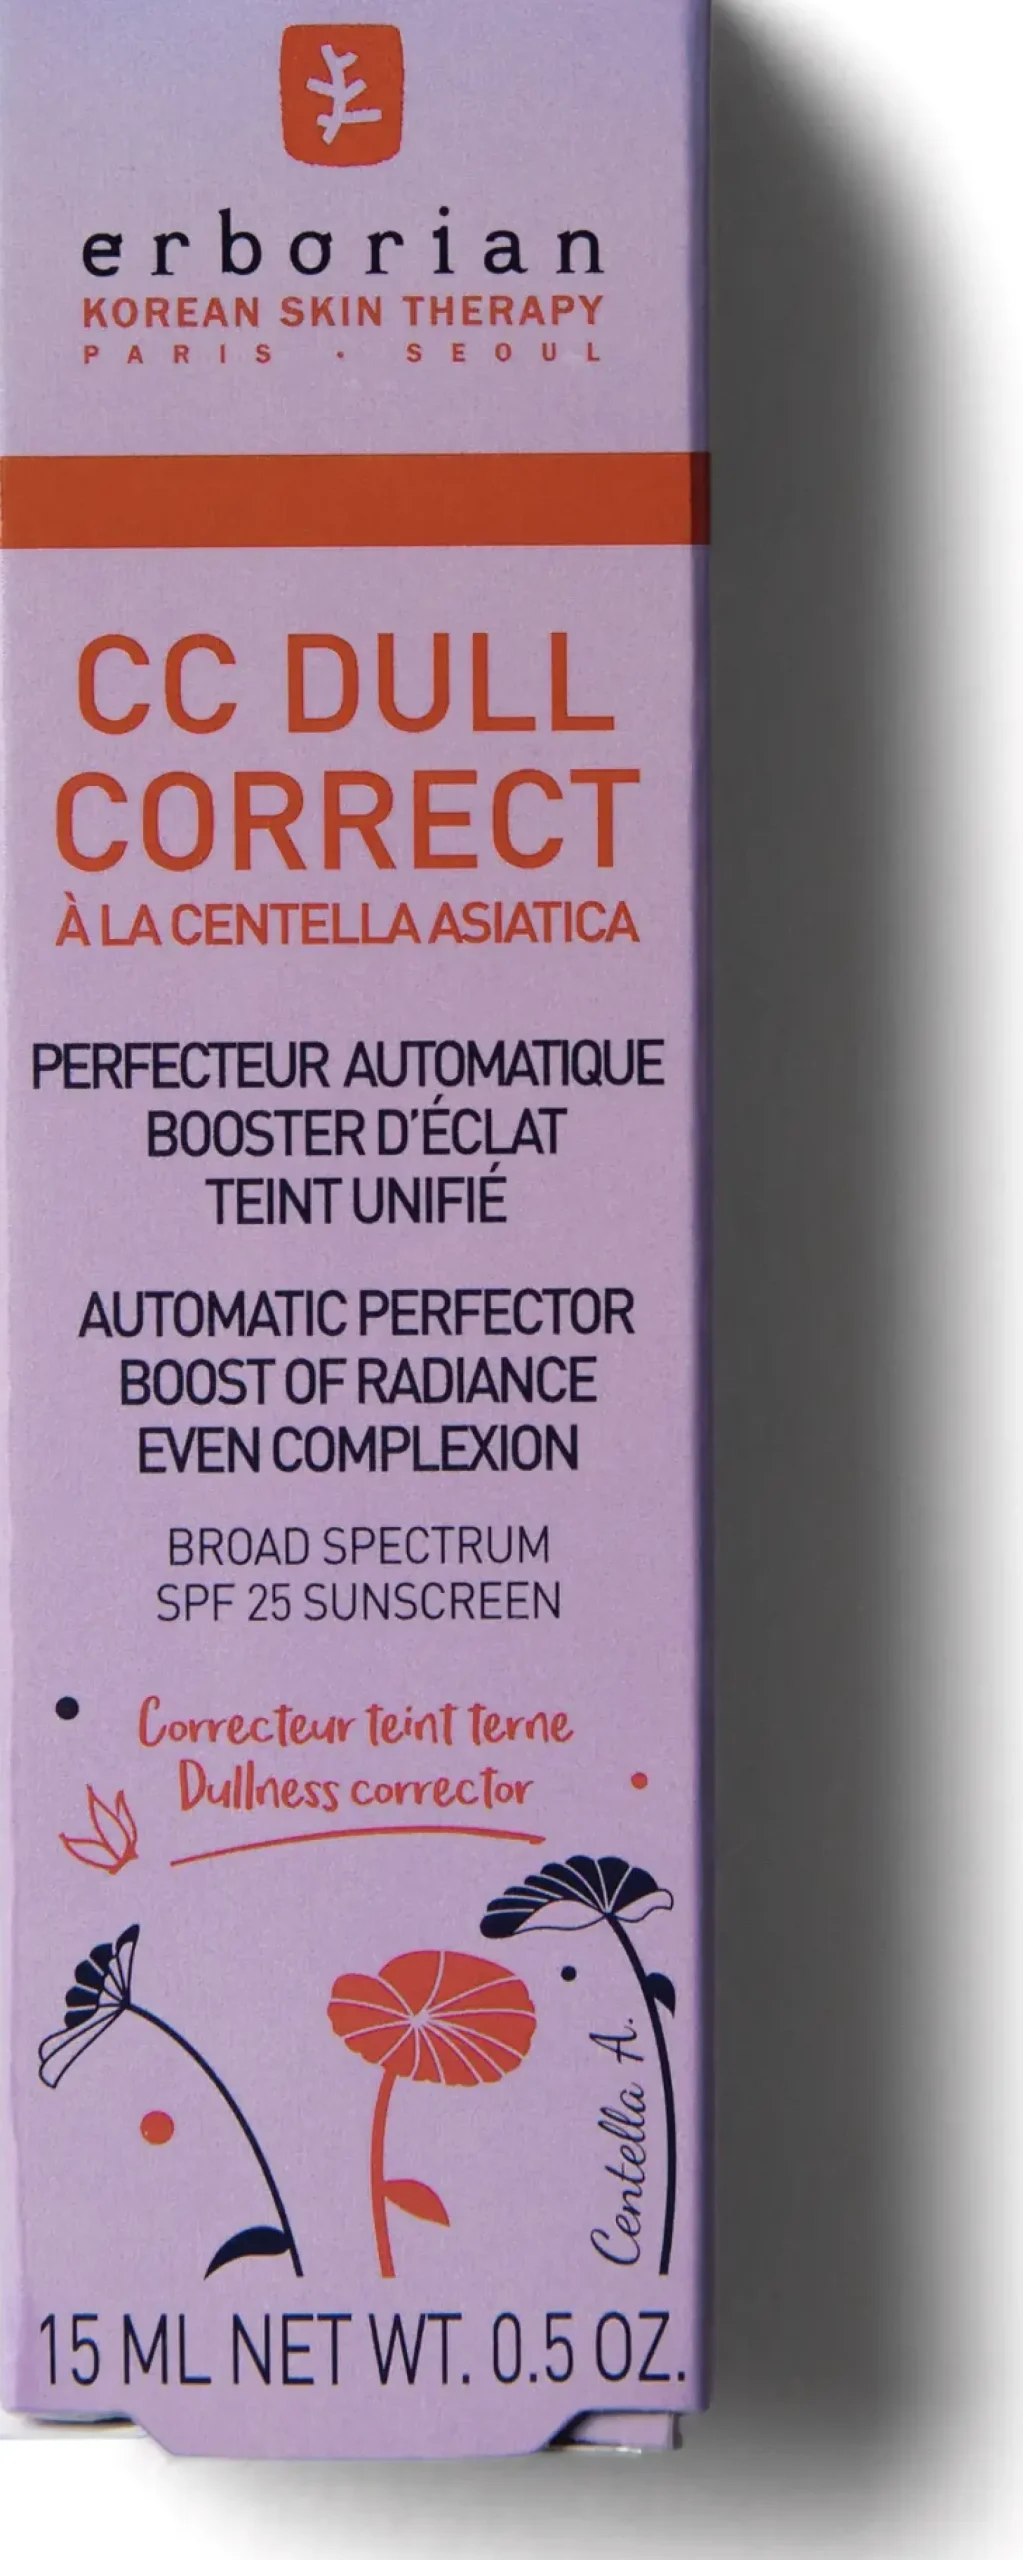 erborian
KOREAN SKIN THERAPY
PARIS · SEOUL
CC DULL
CORRECT
À LA CENTELLA ASIATICA
PERFECTEUR AUTOMATIQUE
BOOSTER D'ÉCLAT
TEINT UNIFIÉ
AUTOMATIC PERFECTOR
BOOST OF RADIANCE
EVEN COMPLEXION
BROAD SPECTRUM
SPF 25 SUNSCREEN
Correcteur teint terne
Dullness corrector
Centella A.
15 ML NET WT. 0.5 OZ.